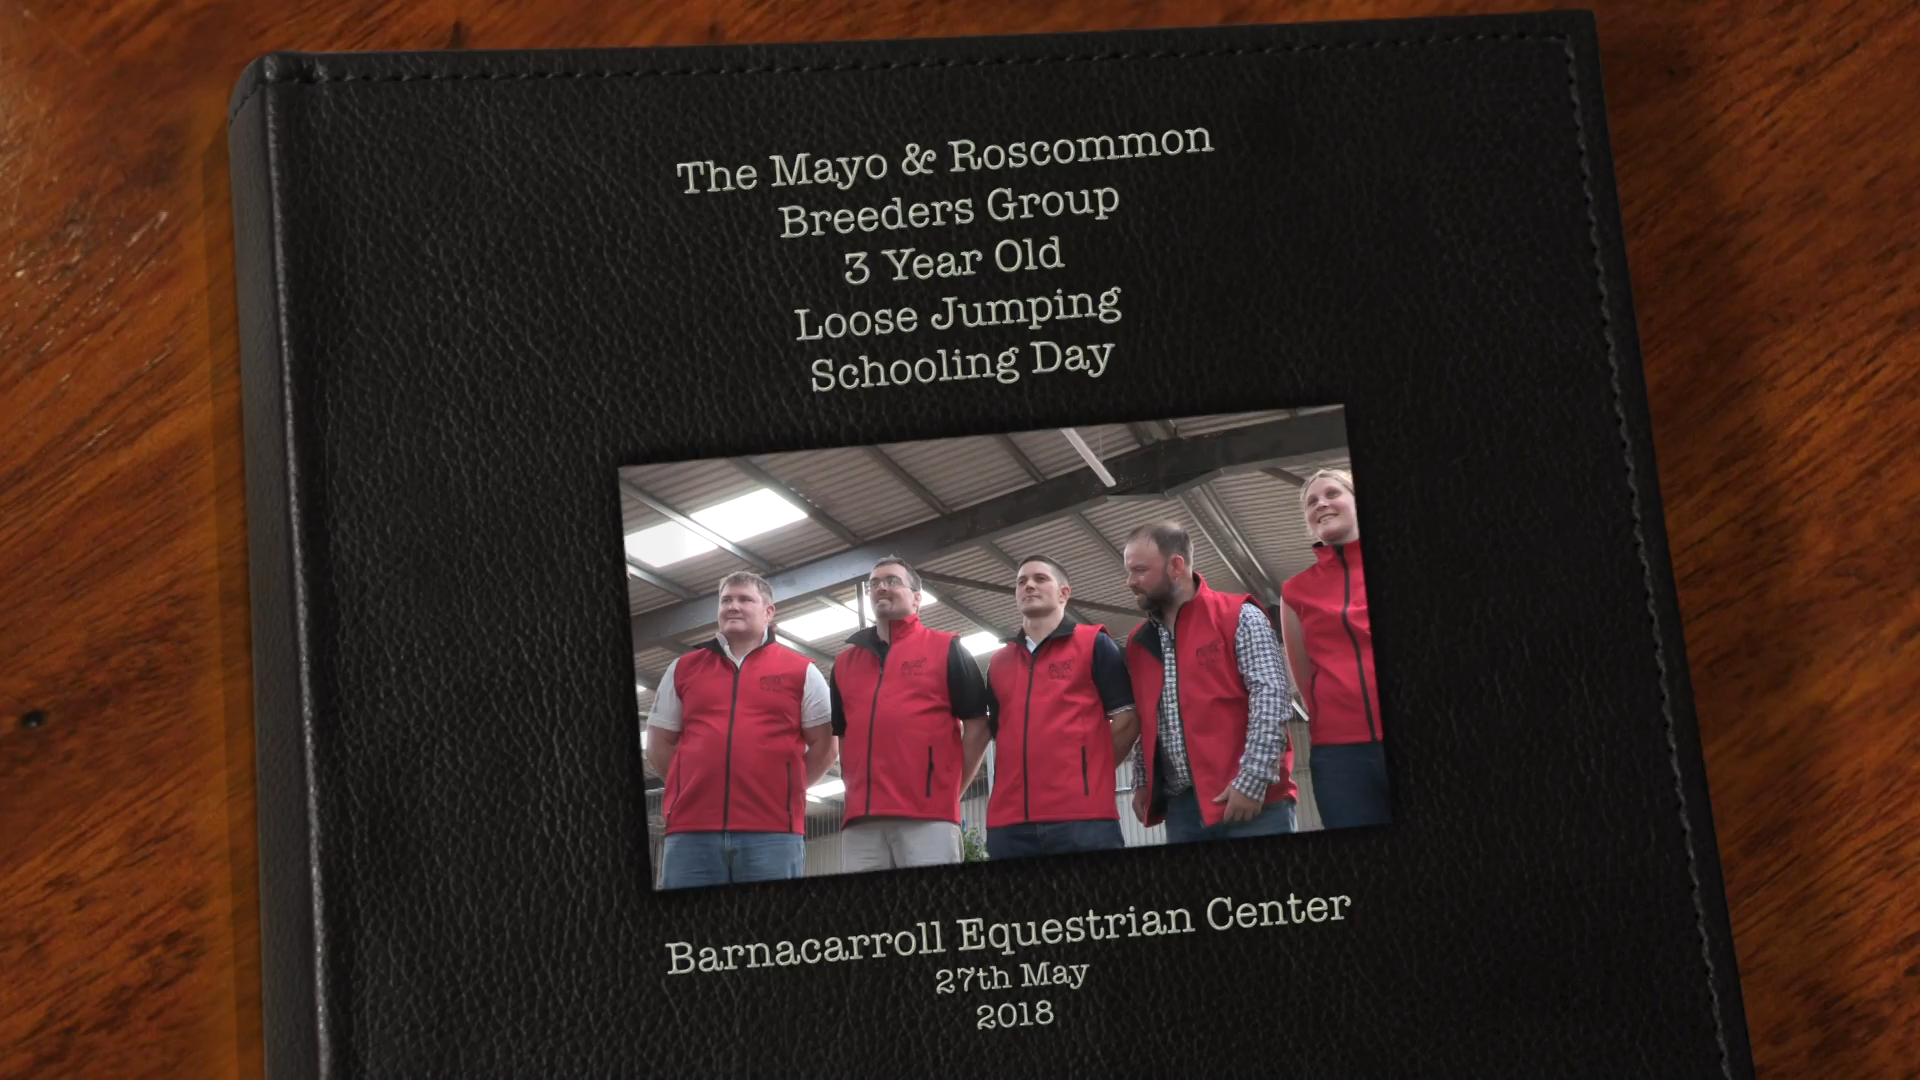 The Mayo & Roscommon
Breeders Group
3 Year Old
Loose Jumping
Schooling Day
Barnacarroll Equestrian Center
27th May
2018